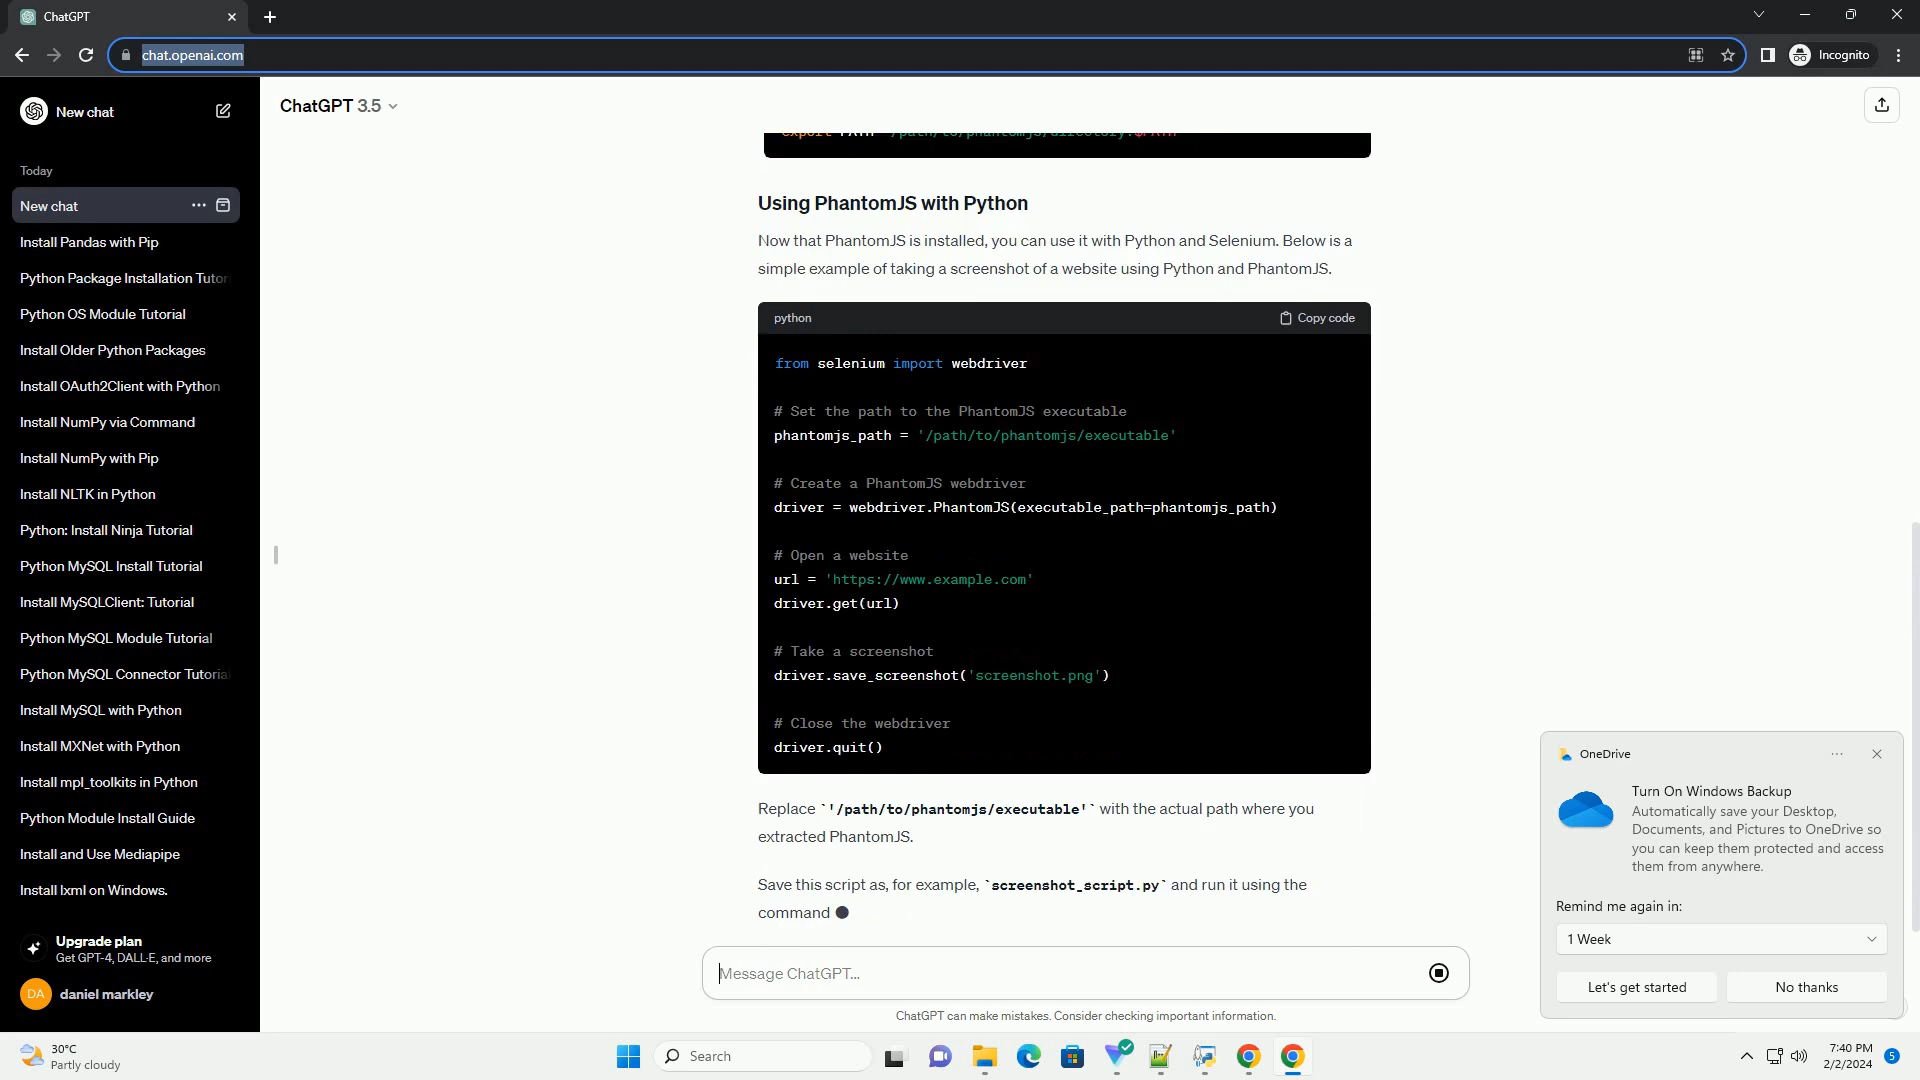 ChatGPT
chat.openai.com
Incognito
New chat
ChatGPT 3.5
Today
New chat
Install Pandas with Pip
Python Package Installation Tutor
Python OS Module Tutorial
Install Older Python Packages
Install OAuth2Client with Python
Install NumPy via Command
Install NumPy with Pip
Install NLTK in Python
Python: Install Ninja Tutorial
Python MySQL Install Tutorial
Install MySQLClient: Tutorial
Python MySQL Module Tutorial
Python MySQL Connector Tutorial
Install MySQL with Python
Install MXNet with Python
Install mpl_toolkits in Python
Python Module Install Guide
Install and Use Mediapipe
Install lxml on Windows.
Upgrade plan
Get GPT-4, DALL·E, and more
DA daniel markley
export PATH=/path/to/phantomjs/directory:$PATH
Using PhantomJS with Python
Now that PhantomJS is installed, you can use it with Python and Selenium. Below is a
simple example of taking a screenshot of a website using Python and PhantomJS.
python
Copy code
from selenium import webdriver
# Set the path to the PhantomJS executable
phantomjs_path = '/path/to/phantomjs/executable'
# Create a PhantomJS webdriver
driver = webdriver.PhantomJS(executable_path=phantomjs_path)
# Open a website
url = 'https://www.example.com'
driver.get(url)
# Take a screenshot
driver.save_screenshot('screenshot.png')
# Close the webdriver
driver.quit()
Replace `'/path/to/phantomjs/executable'` with the actual path where you
extracted PhantomJS.
Save this script as, for example, `screenshot_script.py` and run it using the
command
Message ChatGPT...
ChatGPT can make mistakes. Consider checking important information.
OneDrive
Turn On Windows Backup
Automatically save your Desktop,
Documents, and Pictures to OneDrive so
you can keep them protected and access
them from anywhere.
Remind me again in:
1 Week
Let's get started
No thanks
30°C
Partly cloudy
Search
7:40 PM
2/2/2024
5